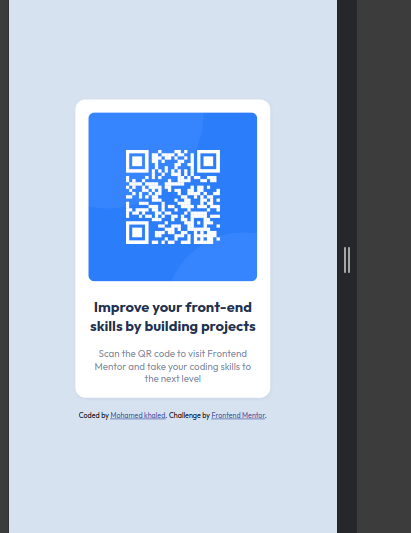 Improve your front-end
skills by building projects
Scan the QR code to visit Frontend
Mentor and take your coding skills to
the next level
Coded by Mohamed khaled. Challenge by Frontend Mentor.